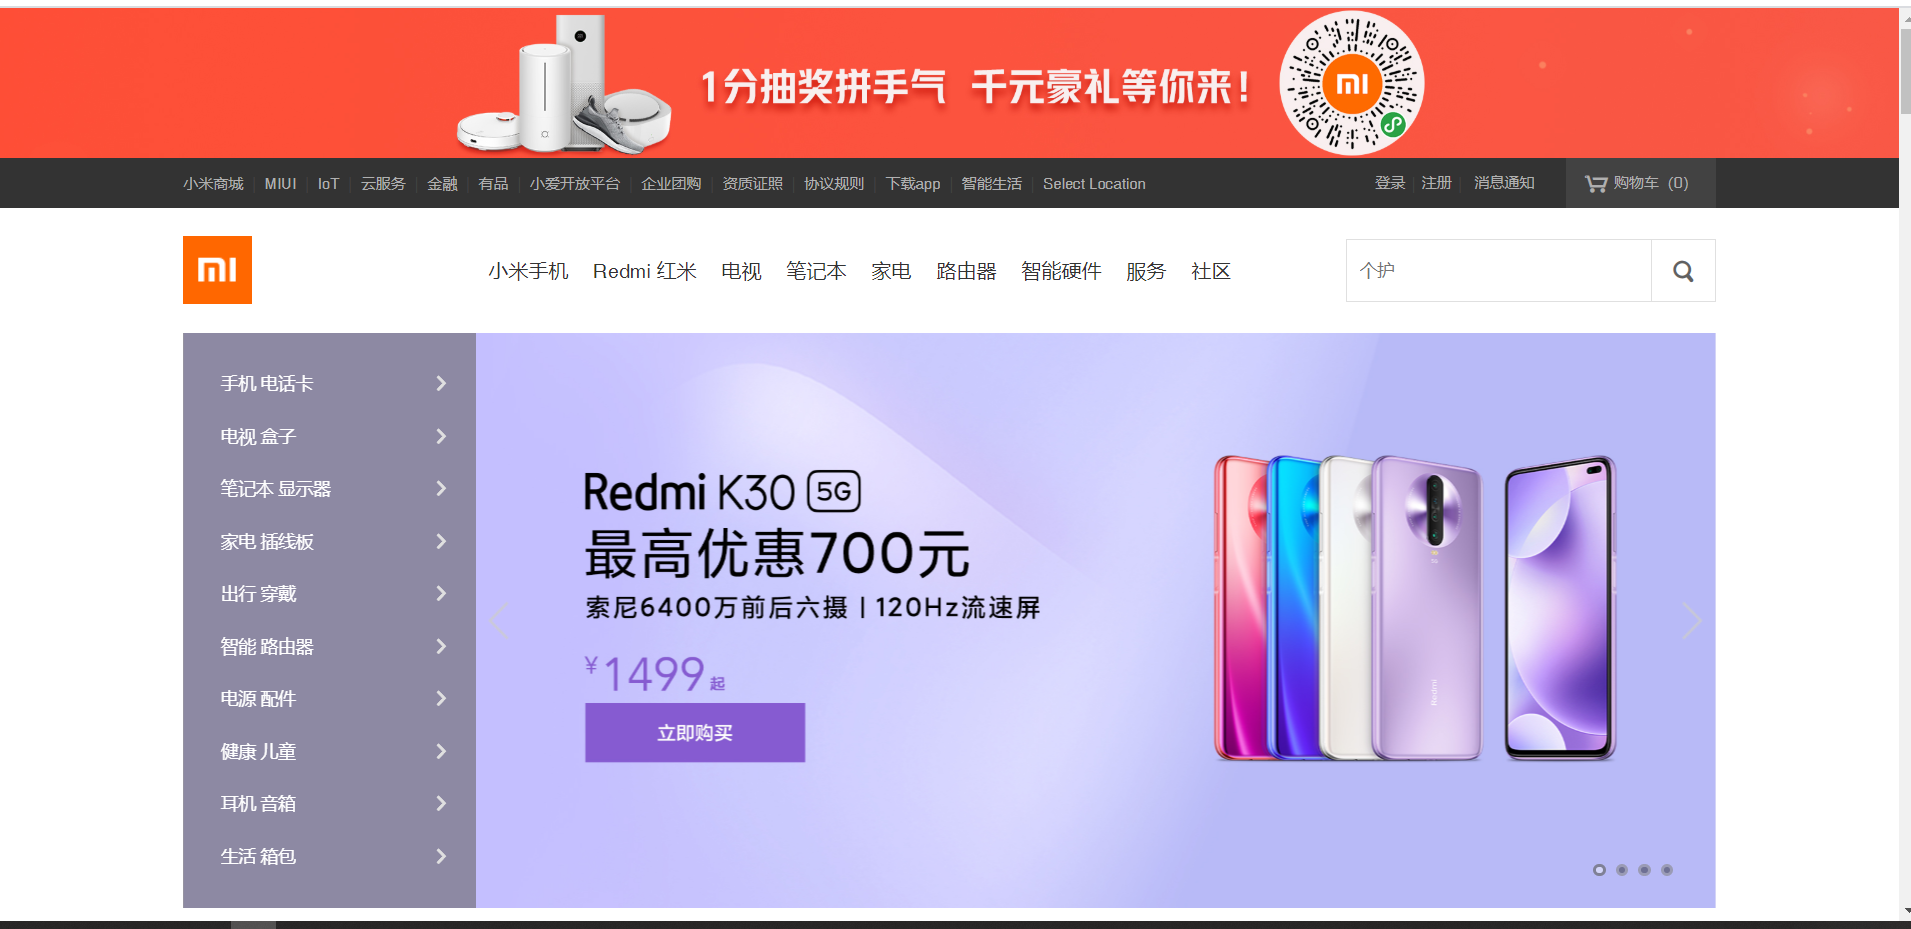 1分抽奖拼手气 千元豪礼等你来！
小米商城 MIUI IoT 云服务 金融 有品 小爱开放平台 企业团购 资质证照 协议规则 下载app 智能生活 Select Location 登录 注册 消息通知 购物车 (0)
小米手机 Redmi 红米 电视 笔记本 家电 路由器 智能硬件 服务 社区 个护
手机 电话卡
电视 盒子
笔记本 显示器
家电 插线板
出行 穿戴
智能 路由器
电源 配件
健康 儿童
耳机 音箱
生活 箱包
Redmi K30 5G
最高优惠700元
索尼6400万前后六摄 | 120Hz流速屏
¥1499起
立即购买
Redmi